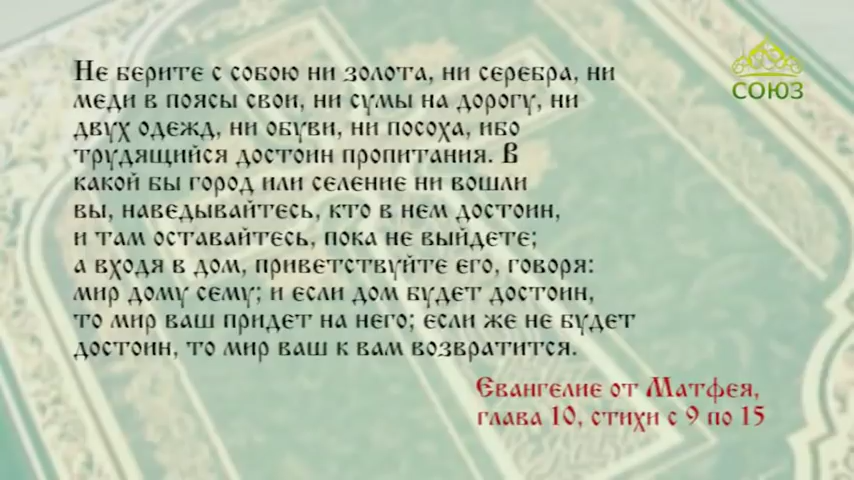 СОЮЗ
Не берите с собою ни золота, ни серебра, ни
меди в поясы свои, ни сумы на дорогу, ни
двух одежд, ни обуви, ни посоха, ибо
трудящийся достоин пропитания. В
какой бы город или селение ни вошли
вы, наведывайтесь, кто в нем достоин,
и там оставайтесь, пока не выйдете;
а входя в дом, приветствуйте его, говоря:
мир дому сему; и если дом будет достоин,
то мир ваш придет на него; если же не будет
достоин, то мир ваш к вам возвратится.
Евангелие от Матфея,
глава 10, стихи с 9 по 15